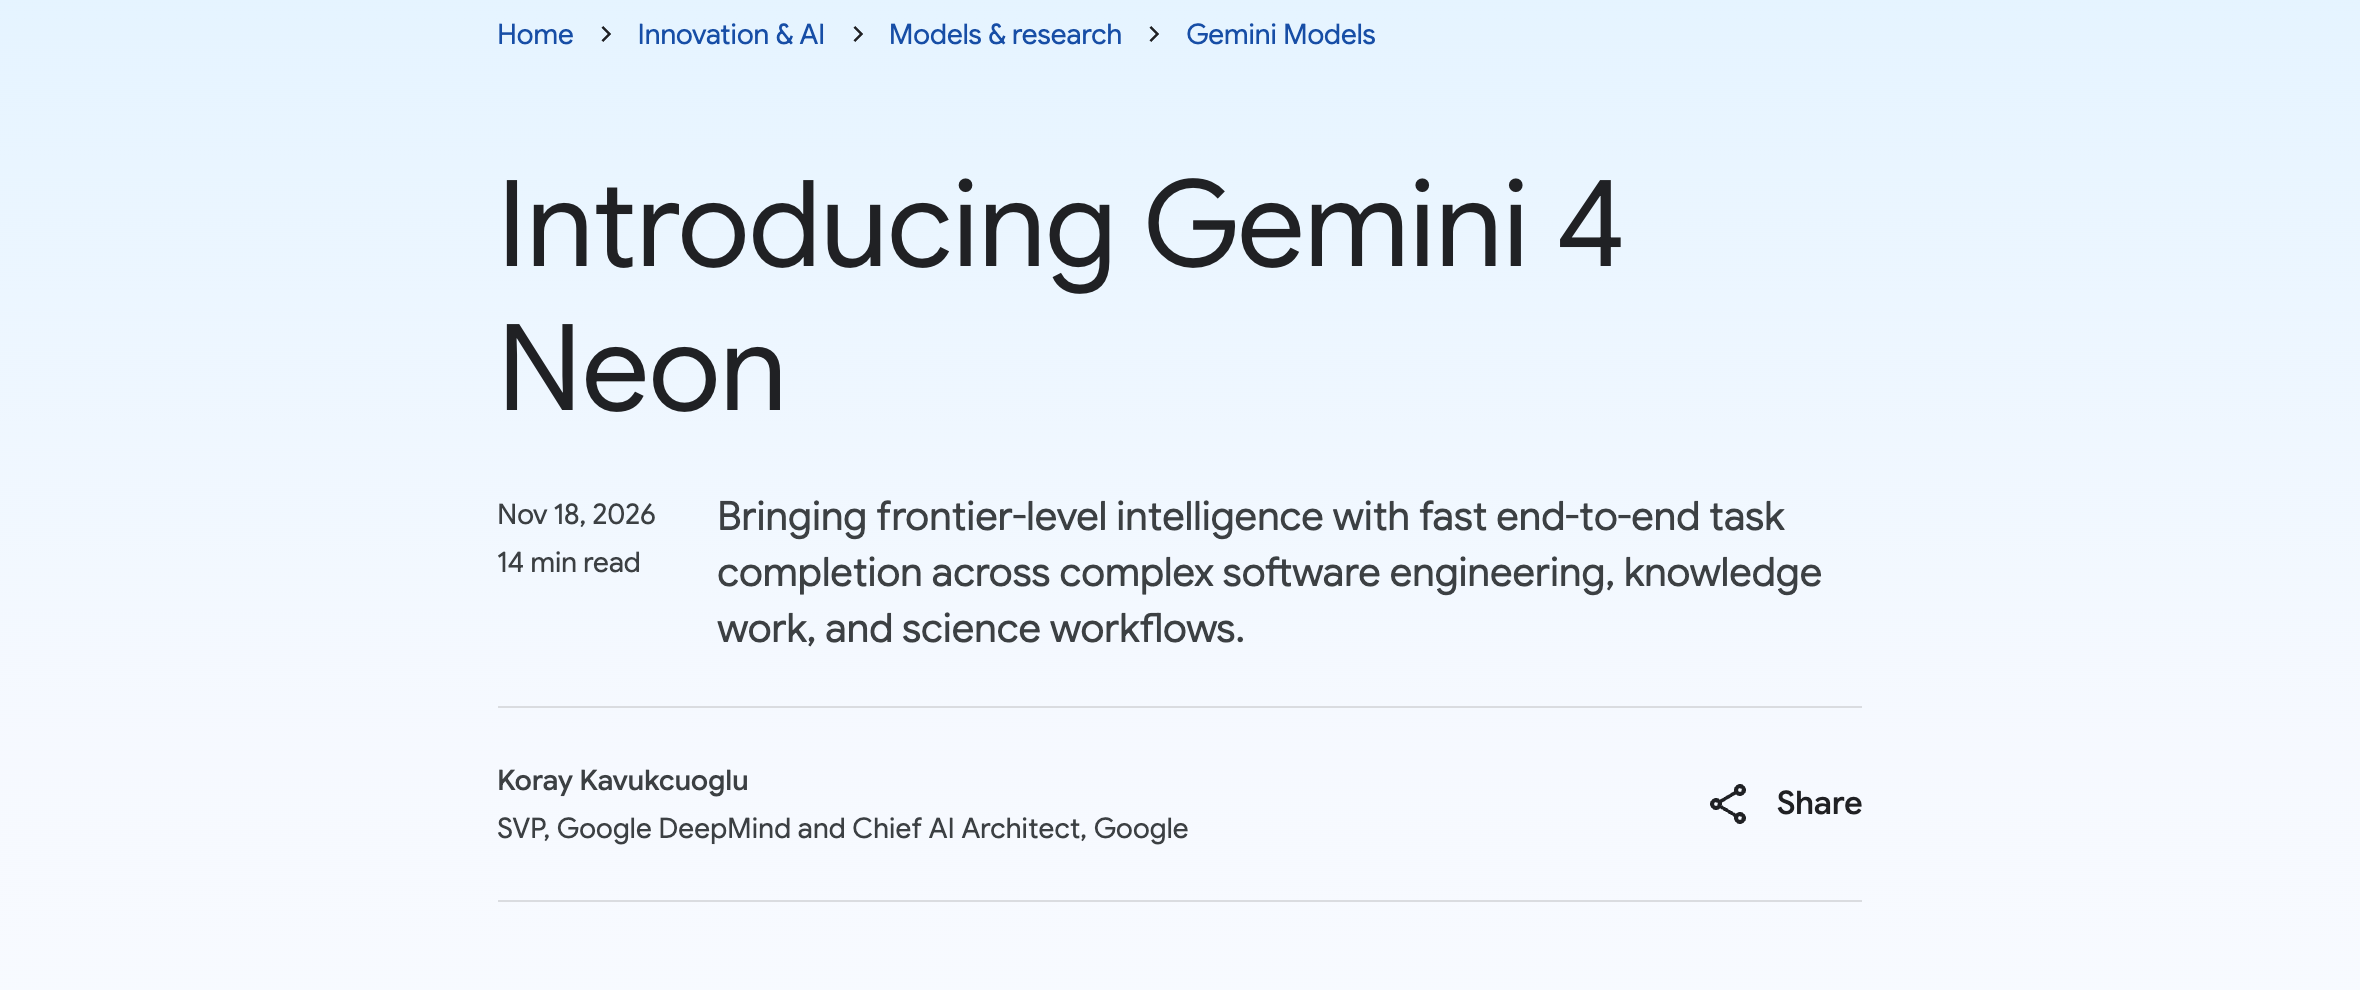 Home > Innovation & AI > Models & research > Gemini Models
Introducing Gemini 4
Neon
Nov 18, 2026
14 min read
Bringing frontier-level intelligence with fast end-to-end task
completion across complex software engineering, knowledge
work, and science workflows.
Koray Kavukcuoglu
SVP, Google DeepMind and Chief AI Architect, Google
Share